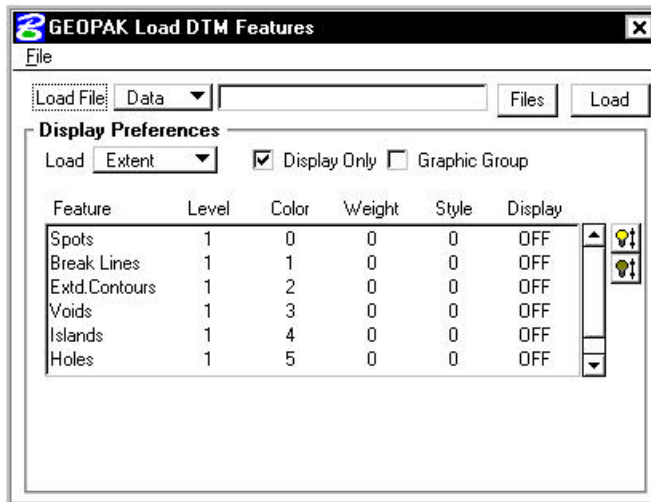 GEOPAK Load DTM Features
File
Load File Data Files Load
Display Preferences
Load Extent Display Only Graphic Group
Feature Level Color Weight Style Display
Spots 1 0 0 0 OFF
Break Lines 1 1 0 0 OFF
Extd.Contours 1 2 0 0 OFF
Voids 1 3 0 0 OFF
Islands 1 4 0 0 OFF
Holes 1 5 0 0 OFF